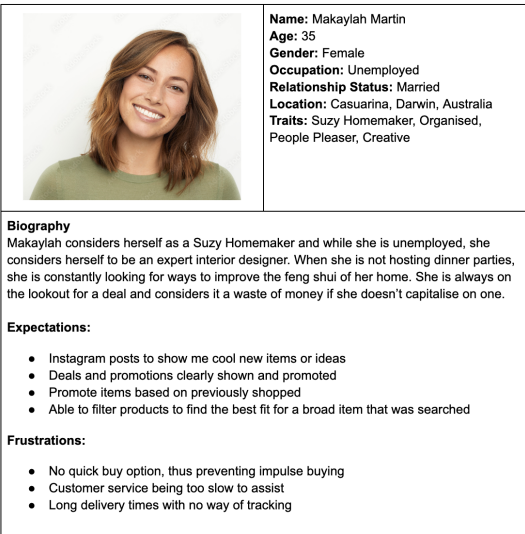 Name: Makaylah Martin
Age: 35
Gender: Female
Occupation: Unemployed
Relationship Status: Married
Location: Casuarina, Darwin, Australia
Traits: Suzy Homemaker, Organised,
People Pleaser, Creative
Biography
Makaylah considers herself as a Suzy Homemaker and while she is unemployed, she
considers herself to be an expert interior designer. When she is not hosting dinner parties,
she is constantly looking for ways to improve the feng shui of her home. She is always on
the lookout for a deal and considers it a waste of money if she doesn't capitalise on one.
Expectations:
● Instagram posts to show me cool new items or ideas
● Deals and promotions clearly shown and promoted
● Promote items based on previously shopped
● Able to filter products to find the best fit for a broad item that was searched
Frustrations:
● No quick buy option, thus preventing impulse buying
● Customer service being too slow to assist
● Long delivery times with no way of tracking